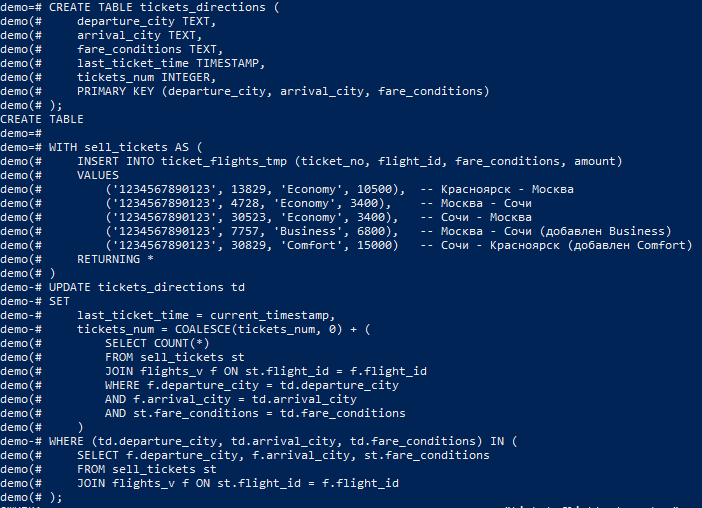 demo=# CREATE TABLE tickets_directions (
demo(#     departure_city TEXT,
demo(#     arrival_city TEXT,
demo(#     fare_conditions TEXT,
demo(#     last_ticket_time TIMESTAMP,
demo(#     tickets_num INTEGER,
demo(#     PRIMARY KEY (departure_city, arrival_city, fare_conditions)
demo(# );
CREATE TABLE
demo=#
demo=# WITH sell_tickets AS (
demo(#     INSERT INTO ticket_flights_tmp (ticket_no, flight_id, fare_conditions, amount)
demo(#     VALUES
demo(#         ('1234567890123', 13829, 'Economy', 10500),  -- Красноярск - Москва
demo(#         ('1234567890123', 4728, 'Economy', 3400),    -- Москва - Сочи
demo(#         ('1234567890123', 30523, 'Economy', 3400),   -- Сочи - Москва
demo(#         ('1234567890123', 7757, 'Business', 6800),   -- Москва - Сочи (добавлен Business)
demo(#         ('1234567890123', 30829, 'Comfort', 15000)   -- Сочи - Красноярск (добавлен Comfort)
demo(#     RETURNING *
demo(# )
demo-# UPDATE tickets_directions td
demo-# SET
demo-#     last_ticket_time = current_timestamp,
demo-#     tickets_num = COALESCE(tickets_num, 0) + (
demo(#         SELECT COUNT(*)
demo(#         FROM sell_tickets st
demo(#         JOIN flights_v f ON st.flight_id = f.flight_id
demo(#         WHERE f.departure_city = td.departure_city
demo(#         AND f.arrival_city = td.arrival_city
demo(#         AND st.fare_conditions = td.fare_conditions
demo(#     )
demo-# WHERE (td.departure_city, td.arrival_city, td.fare_conditions) IN (
demo(#     SELECT f.departure_city, f.arrival_city, st.fare_conditions
demo(#     FROM sell_tickets st
demo(#     JOIN flights_v f ON st.flight_id = f.flight_id
demo(# );